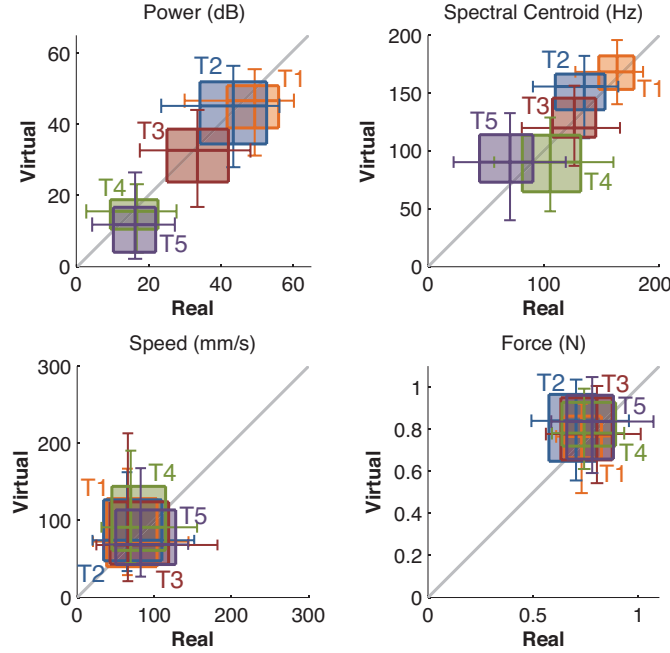 Power (dB)
60
40
20
0
Virtual
T1
T2
T3
T4
T5
0 20 40 60
Real
Spectral Centroid (Hz)
200
150
100
50
0
Virtual
T2
T1
T3
T5
T4
0 100 200
Real
Speed (mm/s)
300
200
100
0
Virtual
T4
T1
T5
T2
T3
0 100 200 300
Real
Force (N)
1
0.8
0.6
0.4
0.2
0
Virtual
T2
T3
T5
T4
T1
0 0.5 1
Real